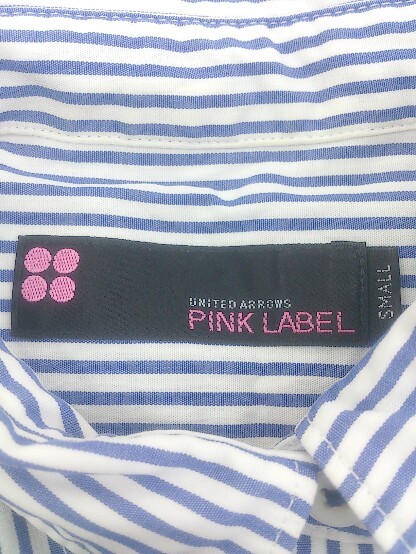 UNITED ARROWS
PINK LABEL
SMALL